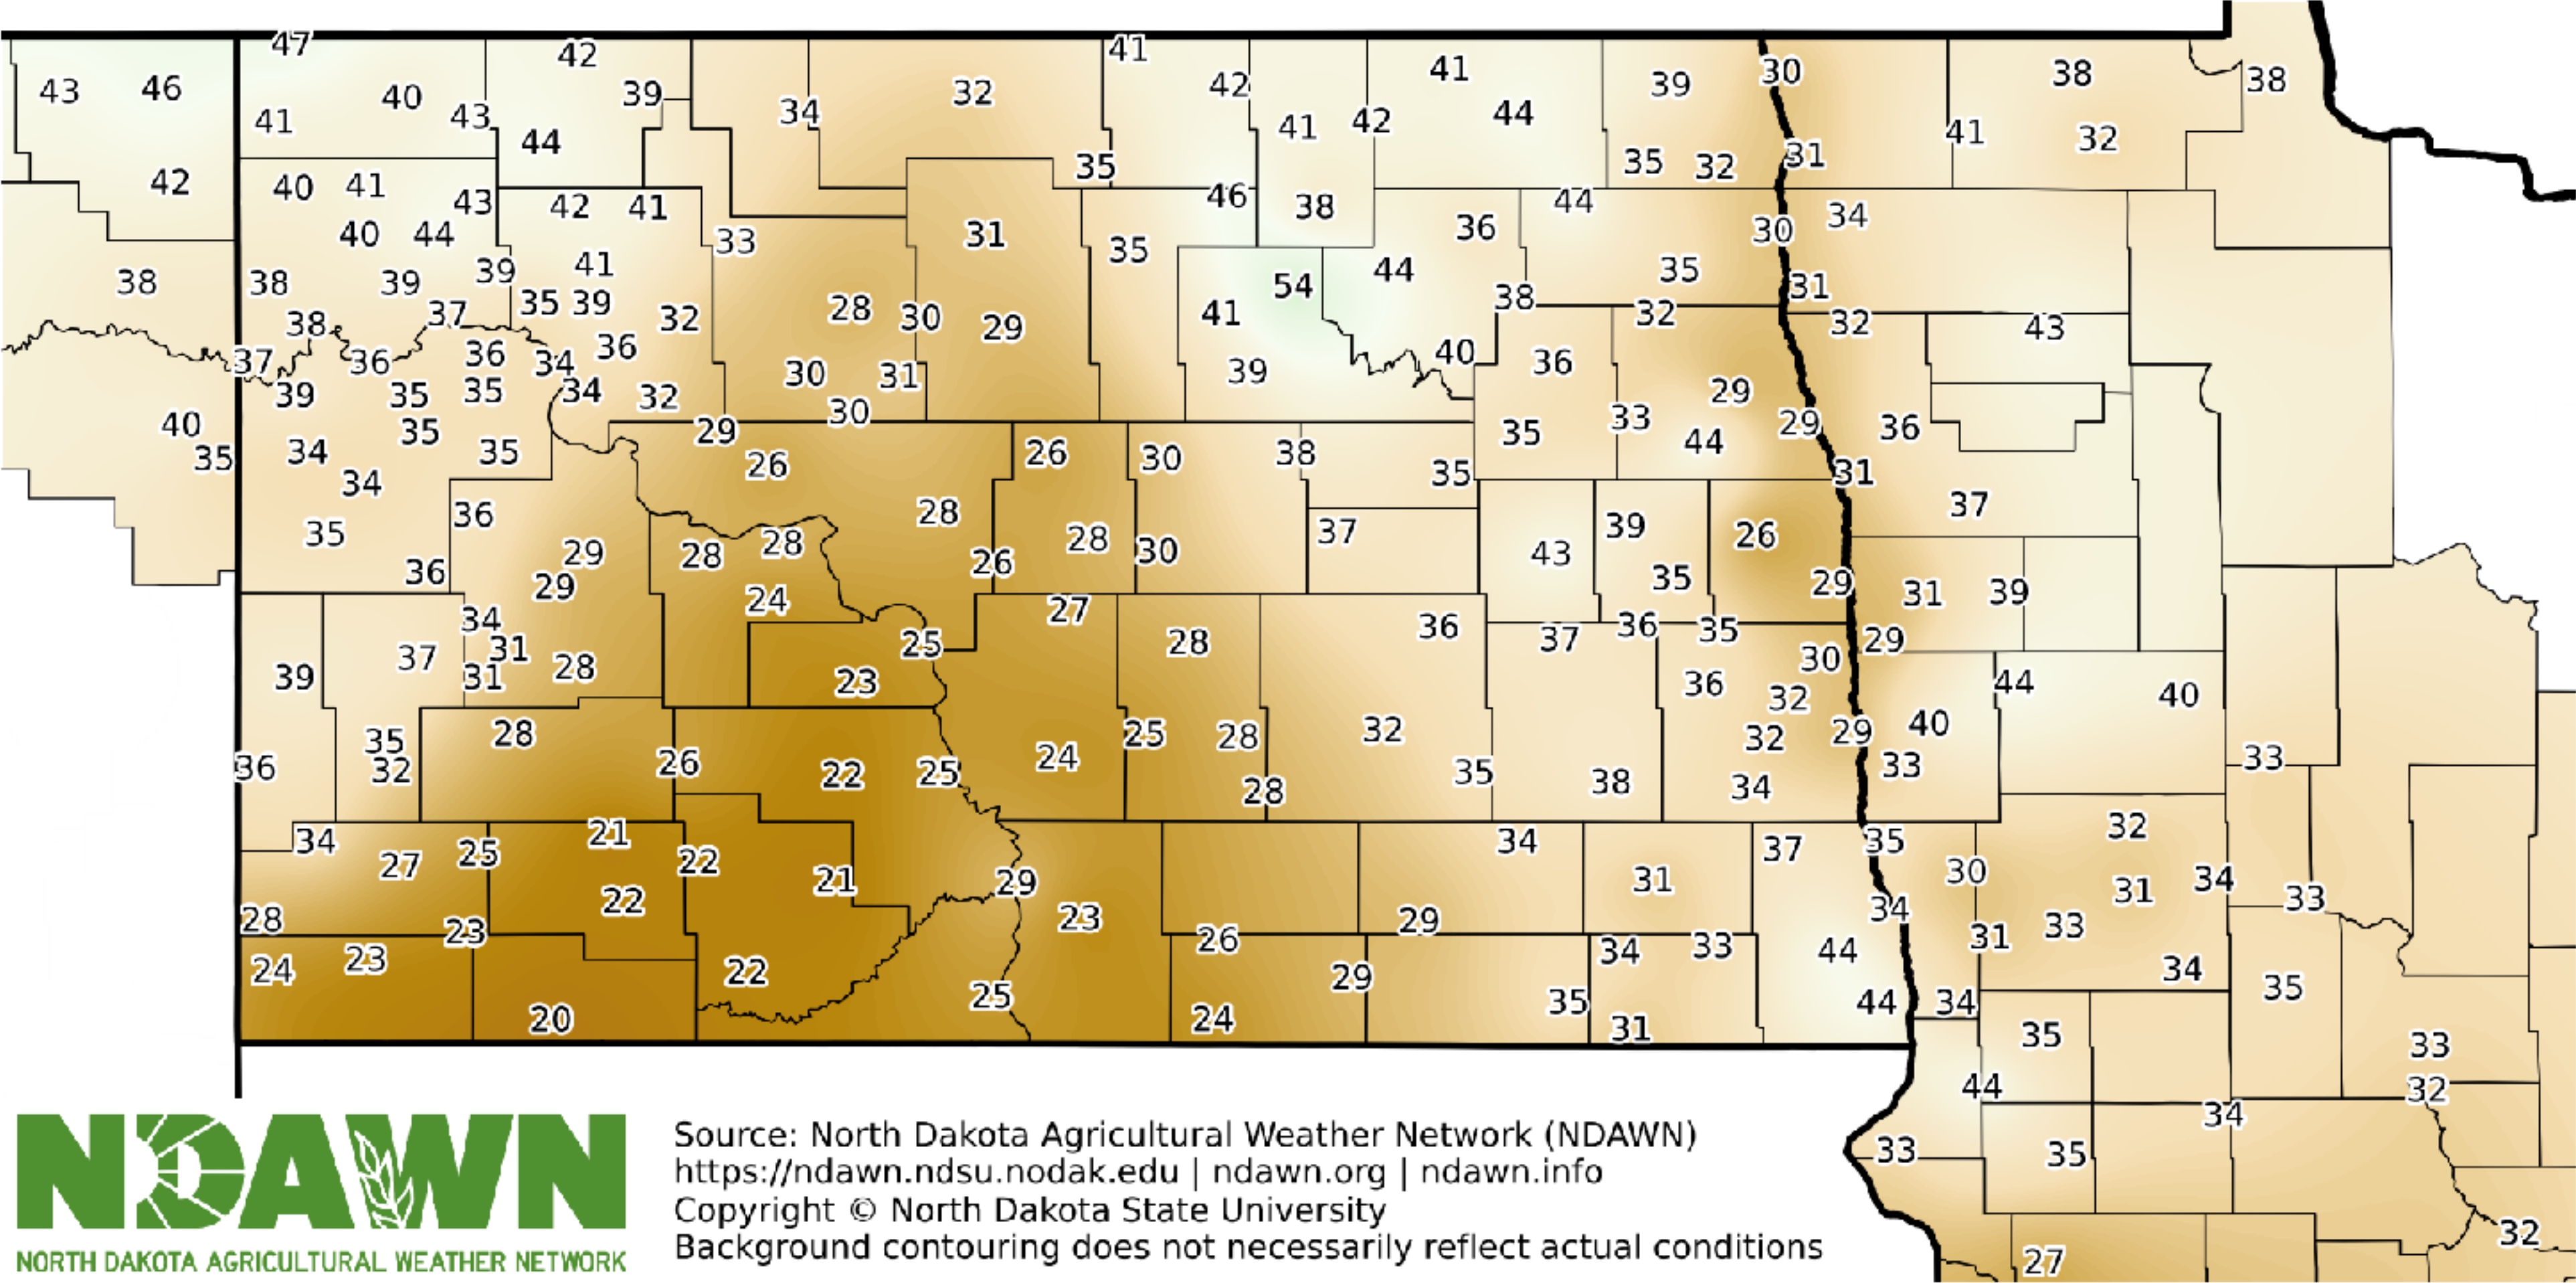 47 42 41
43 46 40 39 32 42 41 39 30 38 38
41 43 44 34 41 42 44 41 32
42 40 41 43 42 41 35 46 38 44 35 32 31
40 44 33 31 35 36 30 34
38 38 39 39 41 54 44 35 31
38 37 35 39 32 28 30 29 41 38 32 32 43
37 36 36 34 36 39 40 36
39 35 35 34 32 30 31 30 29 29
40 35 34 35 35 29 26 26 30 38 35 35 33 44 36
34 36 28 31 37
35 29 28 28 26 28 30 37 43 39 26
36 29 24 27 35 29 31 39
34 31 25 28 36 37 36 35 29
39 37 31 28 23 36 30 32 44 40
36 35 32 28 26 22 25 24 25 28 32 35 38 32 29 40 33
28 34 33
34 27 25 21 22 21 29 34 31 37 35 30 32
28 23 22 23 26 29 34 31 34 33
24 23 22 25 29 34 33 44 31 33 34
20 24 35 31 44 34 35 35
44 33
33 35 34 32
27 32
NDAWN
NORTH DAKOTA AGRICULTURAL WEATHER NETWORK
Source: North Dakota Agricultural Weather Network (NDAWN)
https://ndawn.ndsu.nodak.edu | ndawn.org | ndawn.info
Copyright © North Dakota State University
Background contouring does not necessarily reflect actual conditions